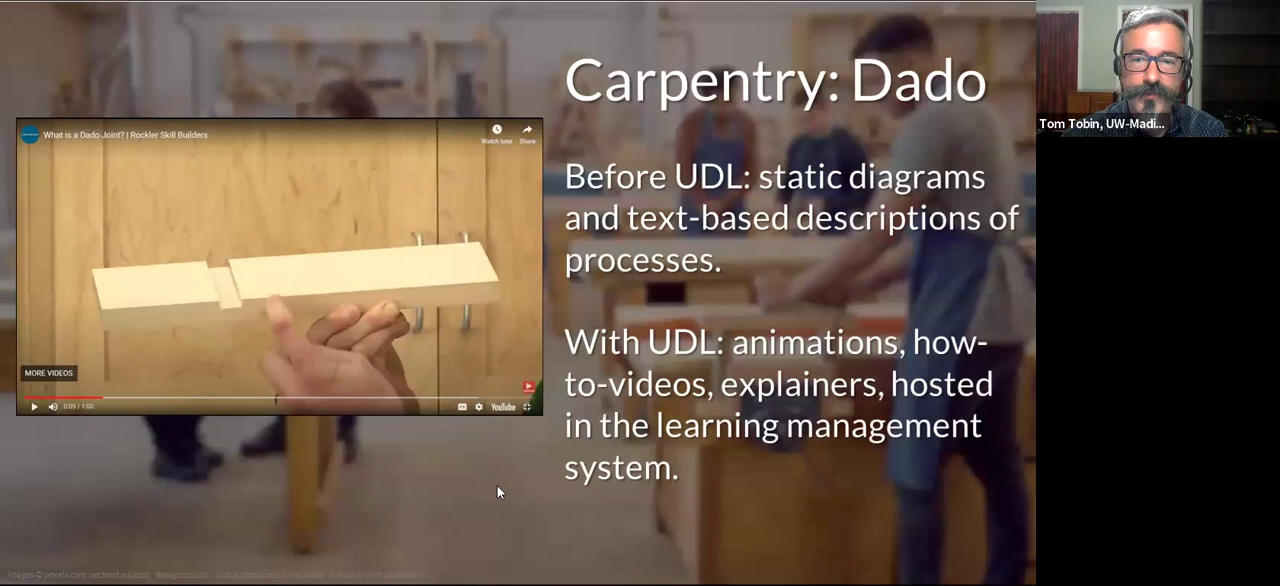 Carpentry: Dado
What is a Dado Joint? | Rockler Skill Builders
Watch later
Share
Before UDL: static diagrams
and text-based descriptions of
processes.
With UDL: animations, how-
to-videos, explainers, hosted
in the learning management
system.
MORE VIDEOS
0:09 / 1:00
CC
YouTube
Tom Tobin, UW-Madi...